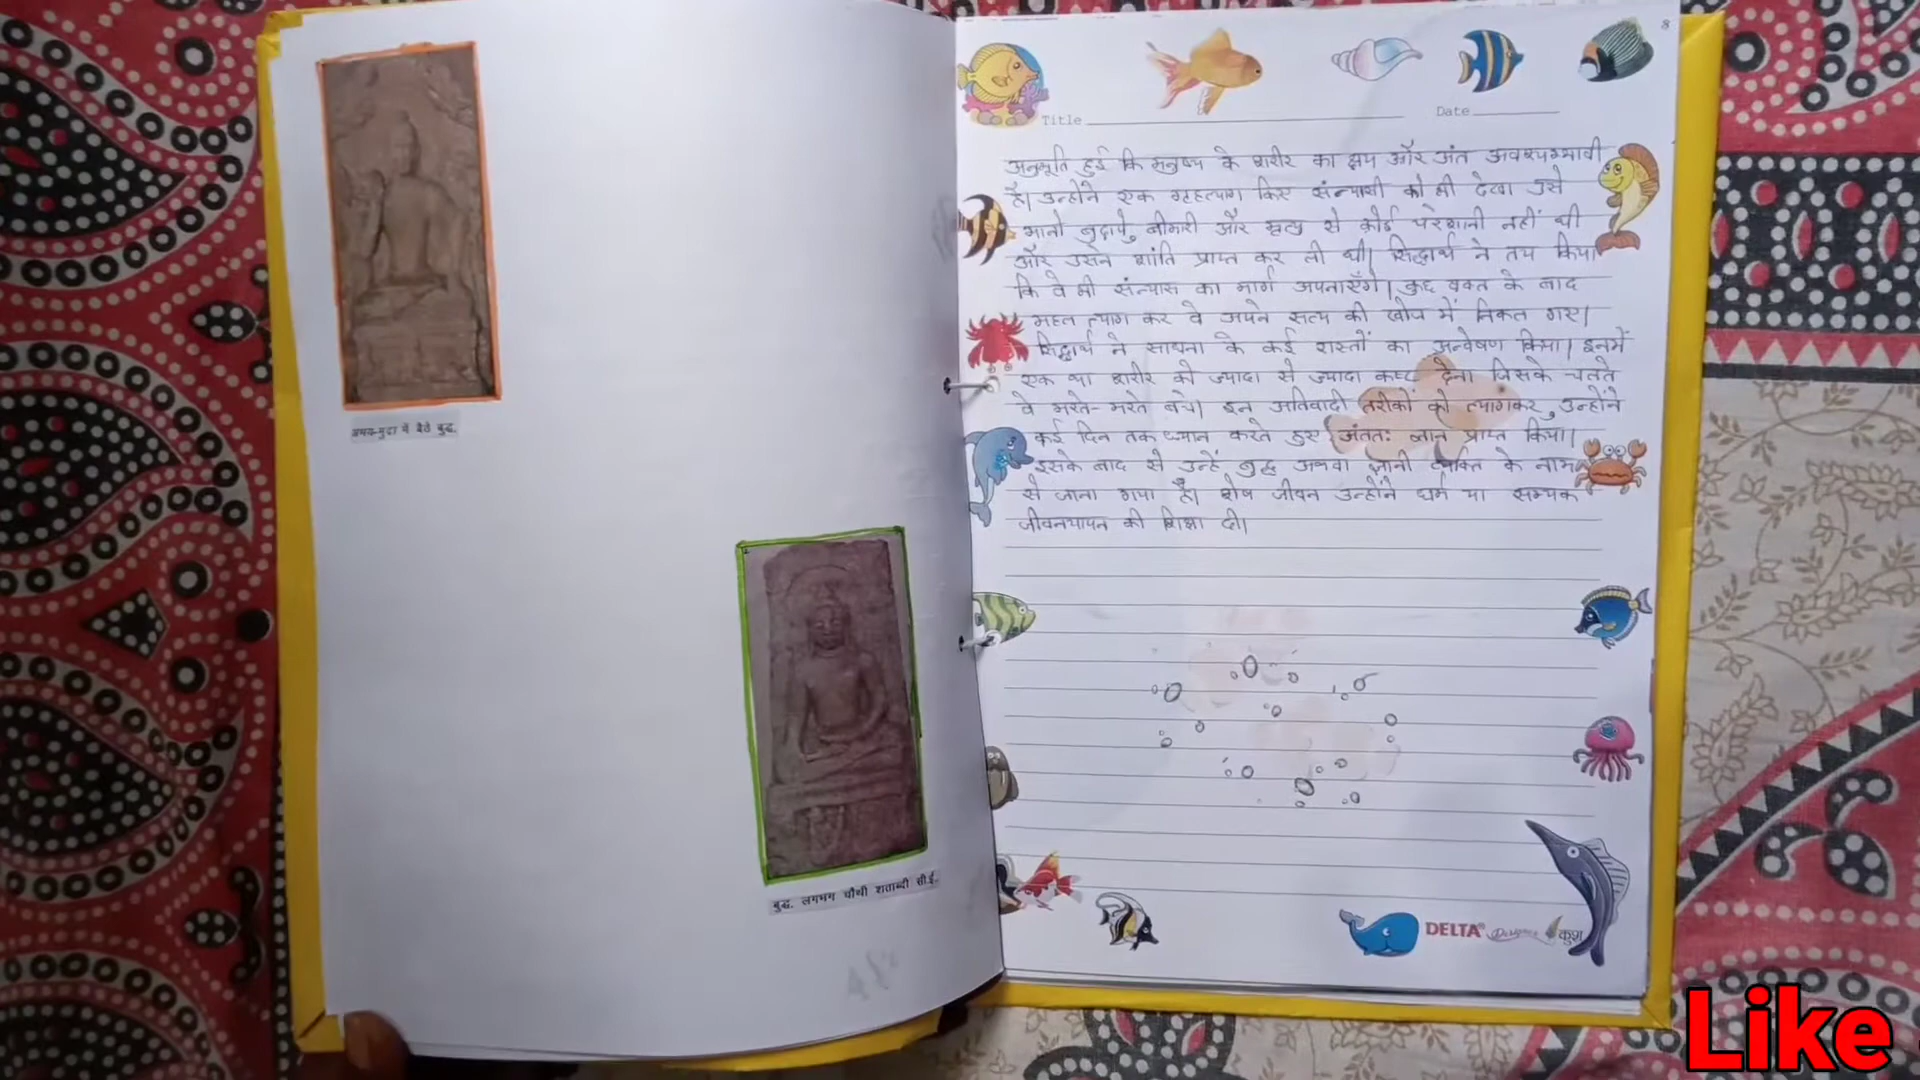 अभय-मुद्रा में बैठे बुद्ध.
बुद्ध. लगभग चौथी शताब्दी सी.ई.
8
Title
Date
अनुभूति हुई कि मनुष्य के शरीर का क्षय और अंत अवश्यम्भावी
है। उन्होंने एक गृहत्याग किए संन्यासी को भी देखा उसे
मानो बुढ़ापे, बीमारी और मृत्यु से कोई परेशानी नहीं थी
और उसने शांति प्राप्त कर ली थी। सिद्धार्थ ने तय किया
कि वे भी संन्यास का मार्ग अपनाएँगे। कुछ वक्त के बाद
महल त्याग कर वे अपने सत्य की खोज में निकल गए।
सिद्धार्थ ने साधना के कई रास्तों का अन्वेषण किया। इनमें
एक था शरीर को ज्यादा से ज्यादा कष्ट देना जिसके चलते
वे मरते-मरते बचे। इन अतिवादी तरीकों को त्यागकर, उन्होंने
कई दिन तक ध्यान करते हुए अंततः ज्ञान प्राप्त किया।
इसके बाद से उन्हें बुद्ध अथवा ज्ञानी व्यक्ति के नाम
से जाना गया है। शेष जीवन उन्होंने धर्म या सम्यक
जीवनयापन की शिक्षा दी।
DELTA® Designer कुश
Like